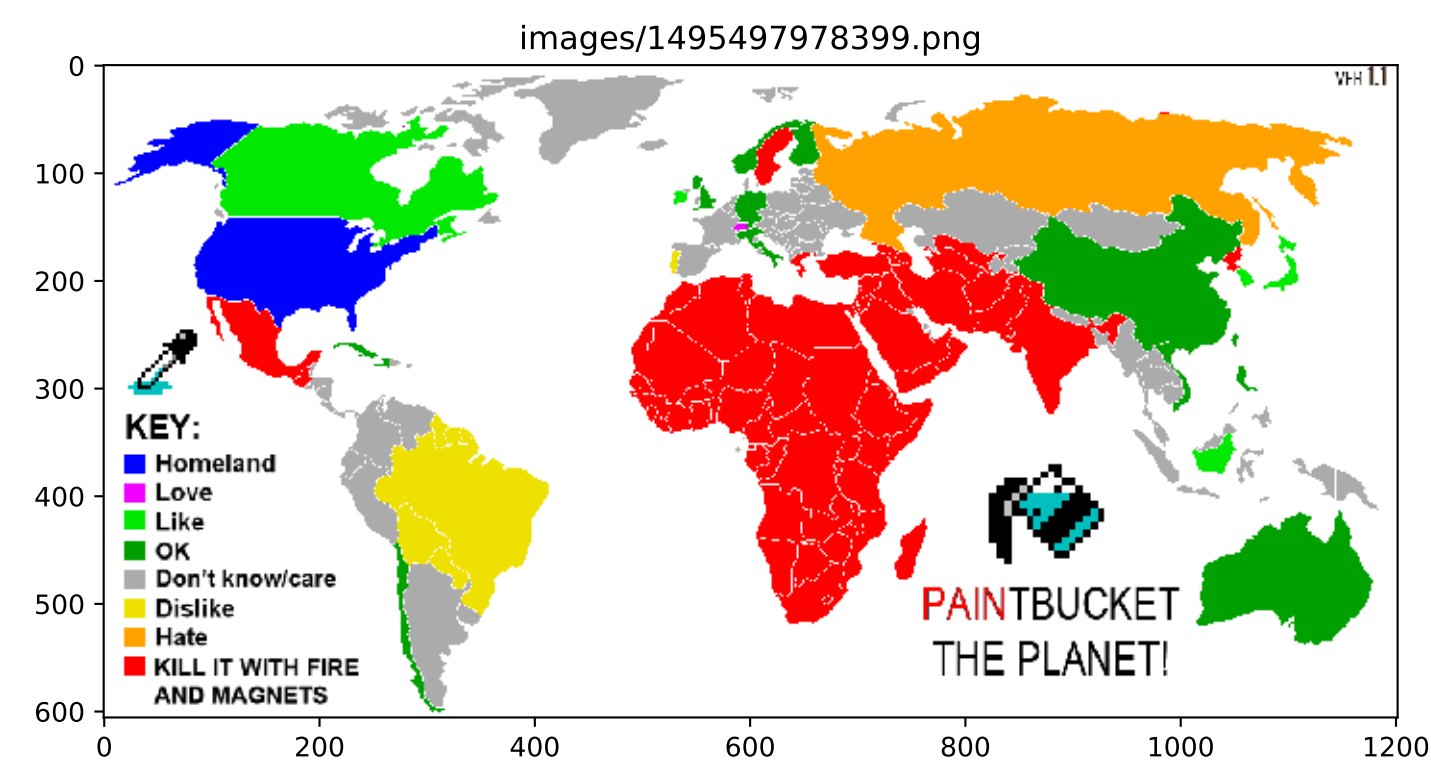 images/1495497978399.png
VER 1.1
0
100
200
300
400
500
600
KEY:
Homeland
Love
Like
OK
Don't know/care
Dislike
Hate
KILL IT WITH FIRE
AND MAGNETS
PAINTBUCKET
THE PLANET!
0 200 400 600 800 1000 1200